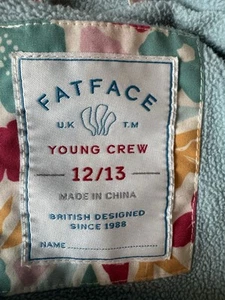 FATFACE
U.K T.M
YOUNG CREW
12/13
MADE IN CHINA
BRITISH DESIGNED
SINCE 1988
NAME